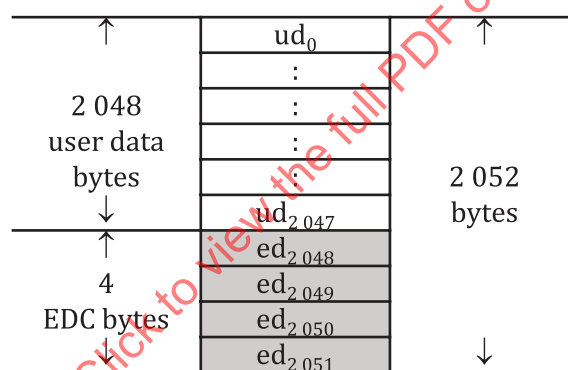 ud0
:
:
:
:
ud2 047
ed2 048
ed2 049
ed2 050
ed2 051
2 048
user data
bytes
4
EDC bytes
2 052
bytes
Click to view the full PDF o